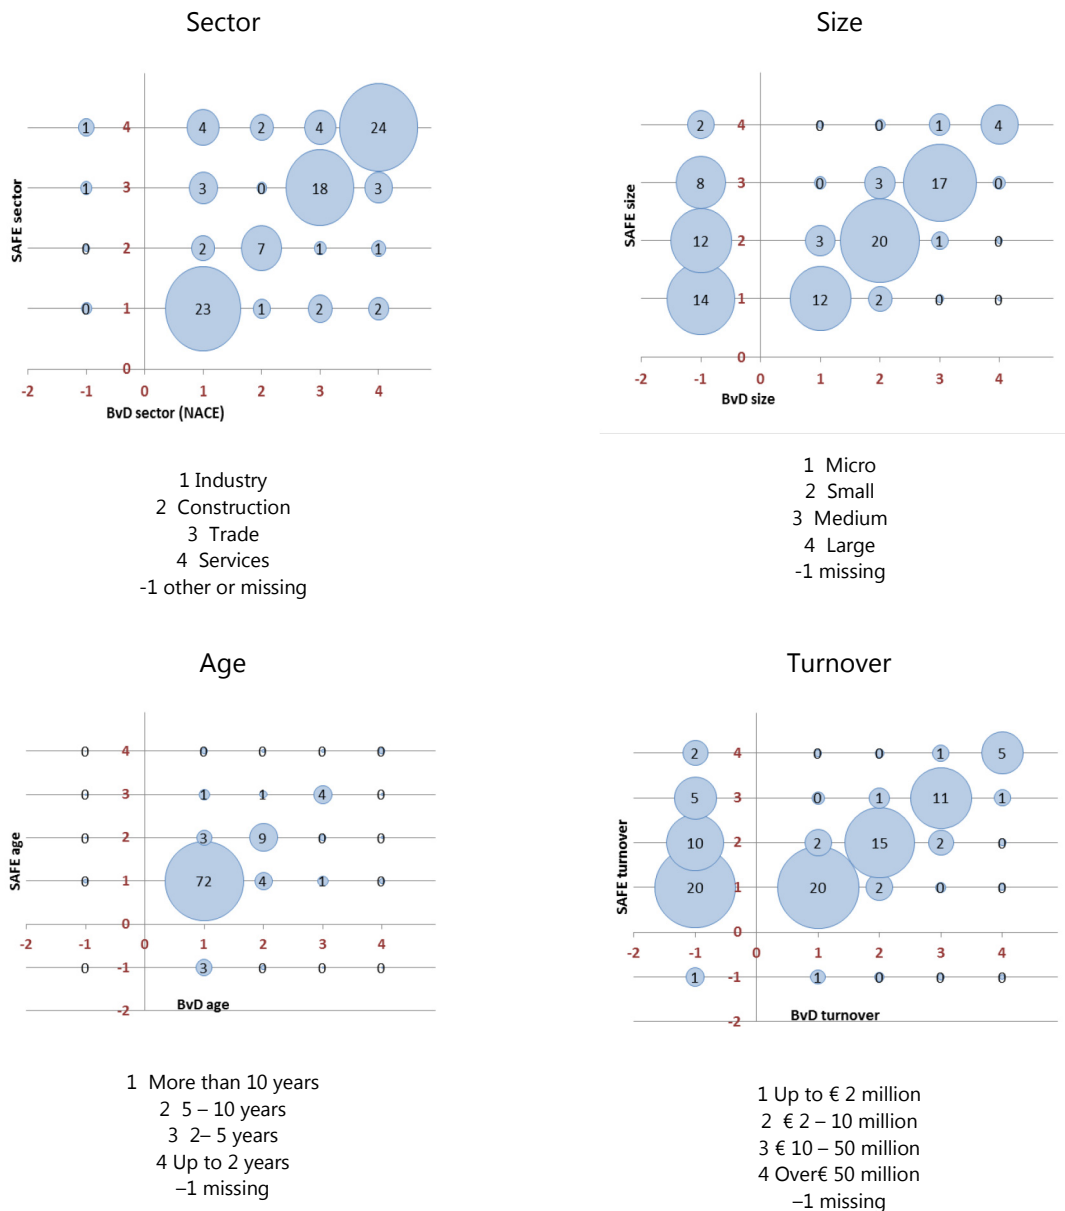 Sector
SAFE sector
1 4 4 2 4 24
1 3 3 0 18 3
0 2 2 7 1 1
0 1 23 1 2 2
0
-2 -1 0 1 2 3 4
BvD sector (NACE)
1 Industry
2 Construction
3 Trade
4 Services
-1 other or missing
Size
SAFE size
2 4 0 0 1 4
8 3 0 3 17 0
12 2 3 20 1 0
14 1 12 2 0 0
0
-2 -1 0 1 2 3 4
BvD size
1 Micro
2 Small
3 Medium
4 Large
-1 missing
Age
SAFE age
0 4 0 0 0 0
0 3 1 1 4 0
0 2 3 9 0 0
0 1 72 4 1 0
0
-2 -1 0 1 2 3 4
0 -1 3 0 0 0
BvD age
-2
1 More than 10 years
2 5 – 10 years
3 2– 5 years
4 Up to 2 years
–1 missing
Turnover
SAFE turnover
2 4 0 0 1 5
5 3 0 1 11 1
10 2 2 15 2 0
20 1 20 2 0 0
0
-2 -1 0 1 2 3 4
1 -1 1 0 0 0
BvD turnover
-2
1 Up to € 2 million
2 € 2 – 10 million
3 € 10 – 50 million
4 Over€ 50 million
–1 missing